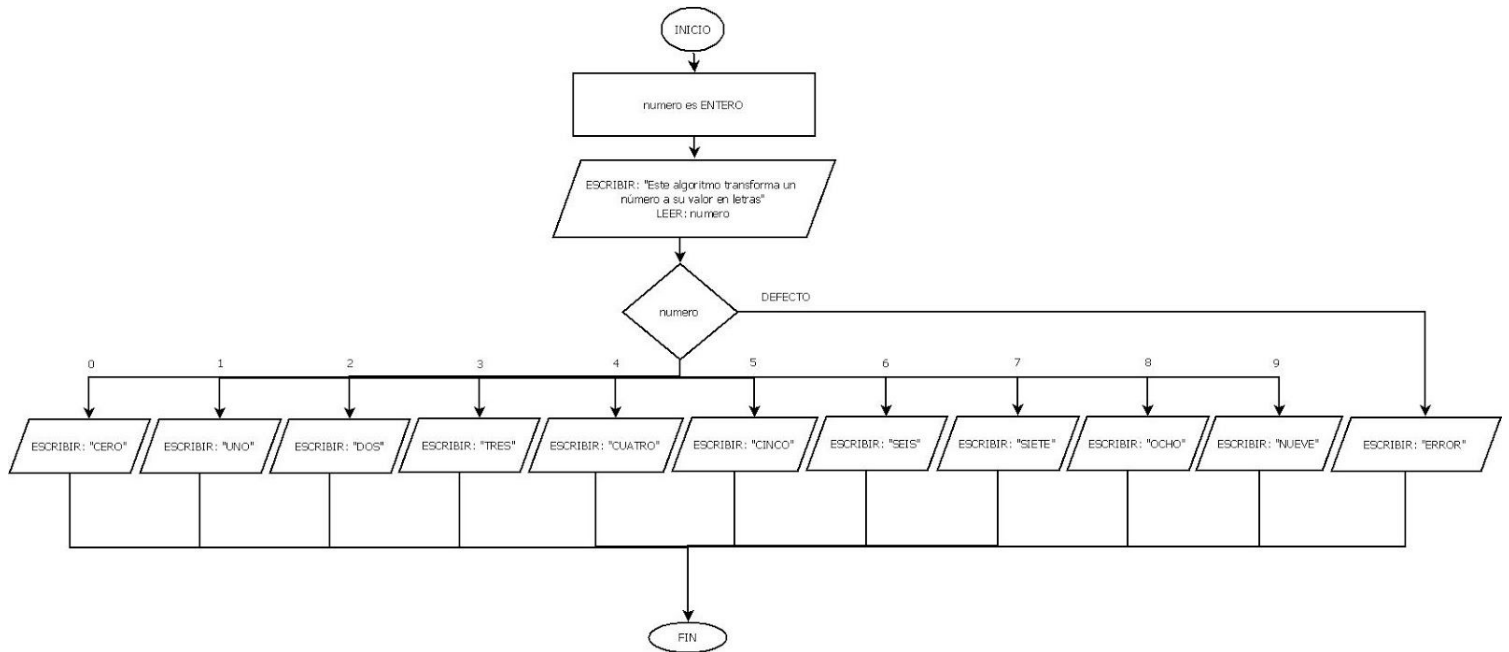 INICIO
numero es ENTERO
ESCRIBIR: "Este algoritmo transforma un
número a su valor en letras"
LEER: numero
numero
DEFECTO
0 1 2 3 4 5 6 7 8 9
ESCRIBIR: "CERO" ESCRIBIR: "UNO" ESCRIBIR: "DOS" ESCRIBIR: "TRES" ESCRIBIR: "CUATRO" ESCRIBIR: "CINCO" ESCRIBIR: "SEIS" ESCRIBIR: "SIETE" ESCRIBIR: "OCHO" ESCRIBIR: "NUEVE" ESCRIBIR: "ERROR"
FIN